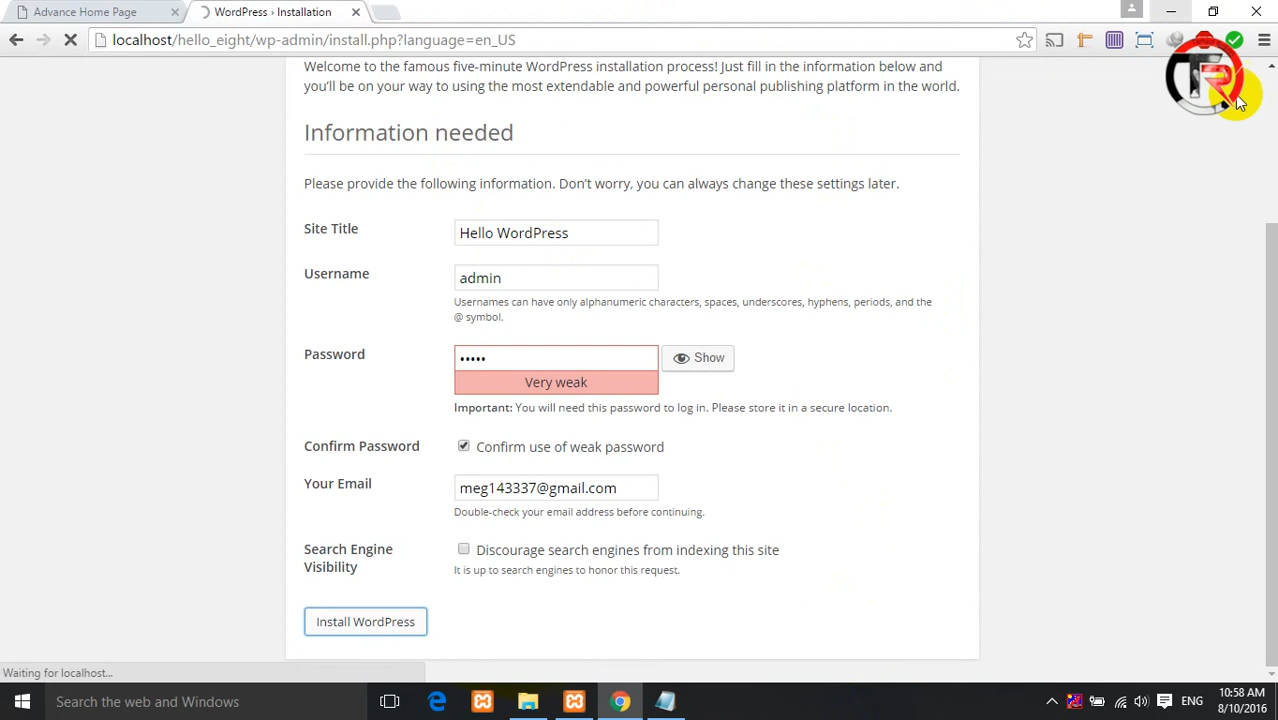 Advance Home Page
WordPress › Installation
localhost/hello_eight/wp-admin/install.php?language=en_US
Welcome to the famous five-minute WordPress installation process! Just fill in the information below and
you'll be on your way to using the most extendable and powerful personal publishing platform in the world.
Information needed
Please provide the following information. Don't worry, you can always change these settings later.
Site Title
Hello WordPress
Username
admin
Usernames can have only alphanumeric characters, spaces, underscores, hyphens, periods, and the
@ symbol.
Password
•••••
Show
Very weak
Important: You will need this password to log in. Please store it in a secure location.
Confirm Password
Confirm use of weak password
Your Email
meg143337@gmail.com
Double-check your email address before continuing.
Search Engine
Visibility
Discourage search engines from indexing this site
It is up to search engines to honor this request.
Install WordPress
Waiting for localhost...
Search the web and Windows
ENG
10:58 AM
8/10/2016